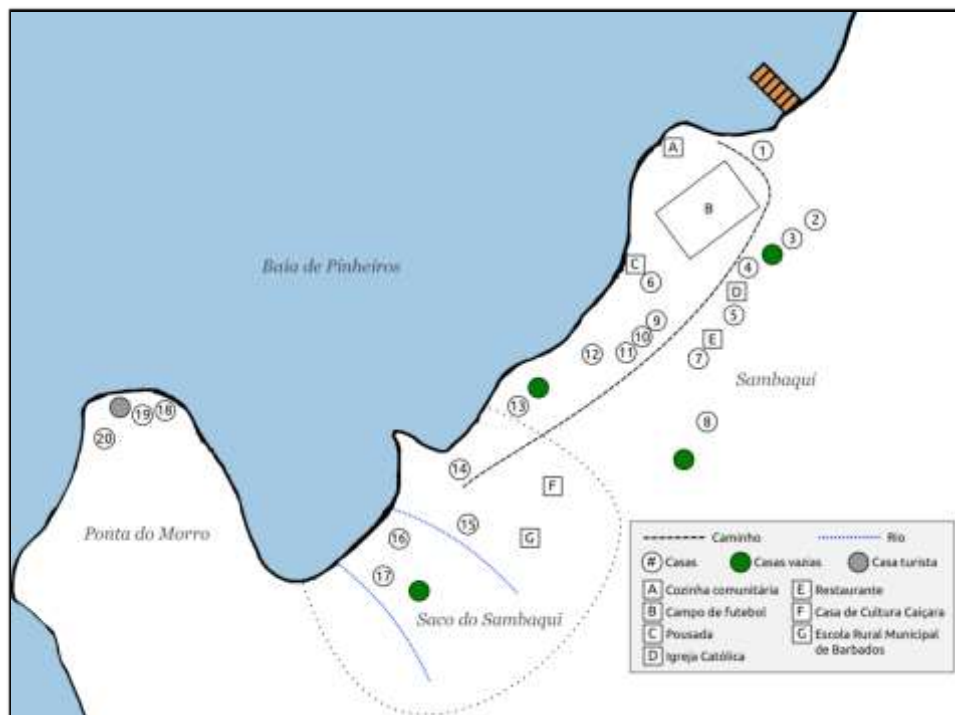 A
1
B
2
3
4
C
6
D
5
9
10
E
11
12
7
Baia de Pinheiros
Sambaqui
13
8
18
19
20
14
F
Ponta do Morro
15
16
G
17
Saco do Sambaqui
Caminho
Rio
# Casas
Casas vazias
Casa turista
A Cozinha comunitária
B Campo de futebol
C Pousada
D Igreja Católica
E Restaurante
F Casa de Cultura Caiçara
G Escola Rural Municipal
de Barbados